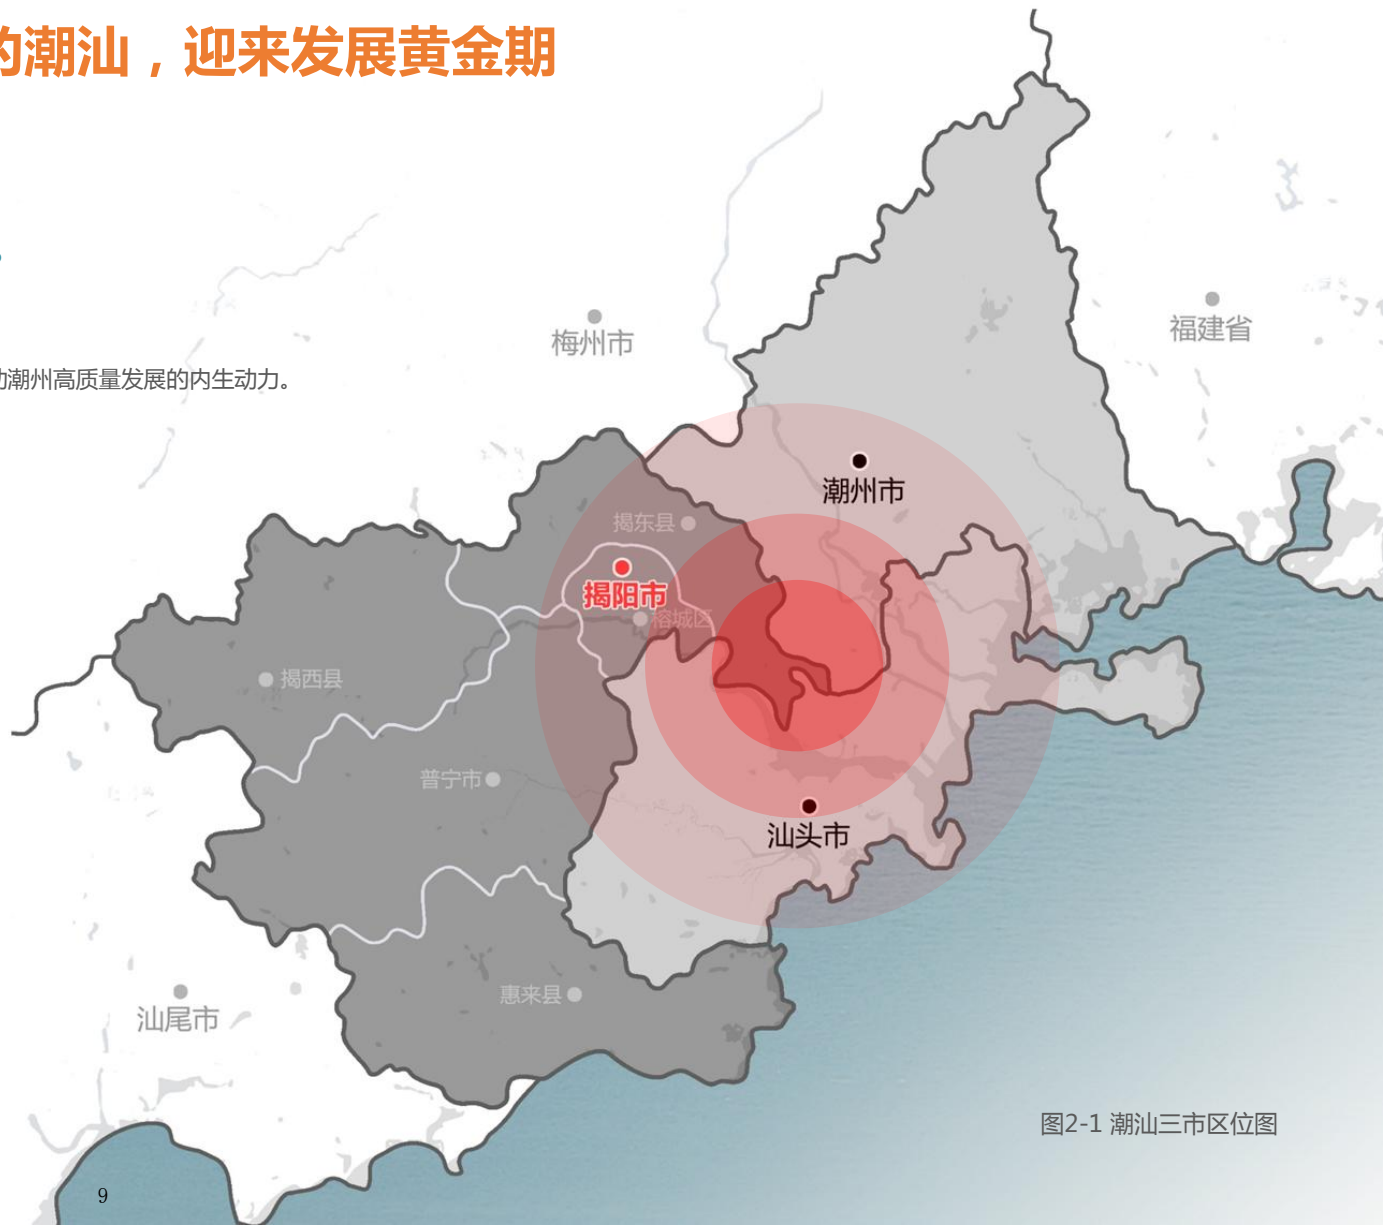 的潮汕，迎来发展黄金期
梅州市
福建省
动潮州高质量发展的内生动力。
潮州市
揭东县
揭阳市
榕城区
揭西县
普宁市
汕头市
惠来县
汕尾市
图2-1 潮汕三市区位图
9